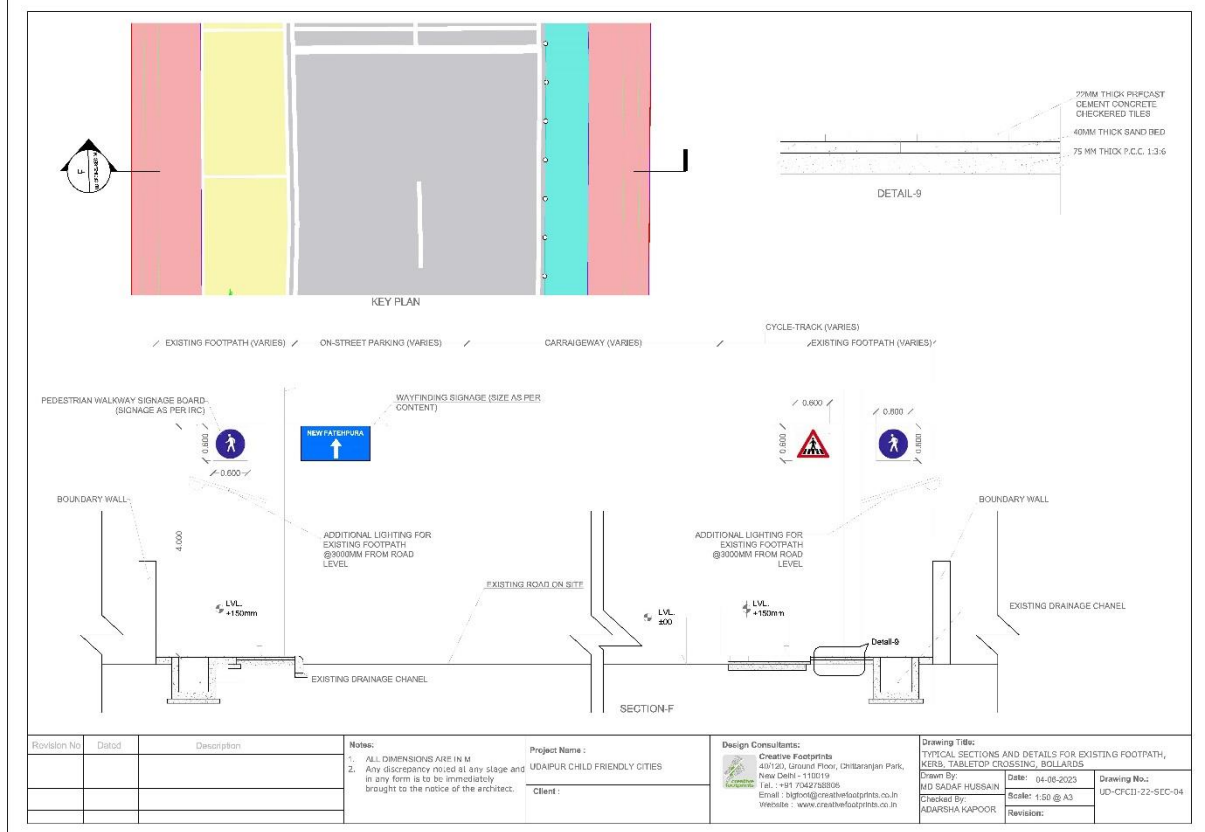 22MM THICK PRECAST
CEMENT CONCRETE
CHECKERED TILES
40MM THICK SAND BED
75 MM THICK P.C.C. 1:3:6
F
DETAIL-9
KEY PLAN
CYCLE-TRACK (VARIES)
EXISTING FOOTPATH (VARIES)
ON-STREET PARKING (VARIES)
CARRAIGEWAY (VARIES)
EXISTING FOOTPATH (VARIES)
PEDESTRIAN WALKWAY SIGNAGE BOARD
(SIGNAGE AS PER IRC)
WAYFINDING SIGNAGE (SIZE AS PER
CONTENT)
NEW FATEHPURA
0.600
0.600
0.600
0.600
0.600
0.600
BOUNDARY WALL
BOUNDARY WALL
4.000
ADDITIONAL LIGHTING FOR
EXISTING FOOTPATH
@3000MM FROM ROAD
LEVEL
ADDITIONAL LIGHTING FOR
EXISTING FOOTPATH
@3000MM FROM ROAD
LEVEL
EXISTING ROAD ON SITE
LVL.
+150mm
LVL.
±00
LVL.
+150mm
EXISTING DRAINAGE CHANEL
Detail-9
EXISTING DRAINAGE CHANEL
SECTION-F
Revision No
Dated
Description
Notes:
1. ALL DIMENSIONS ARE IN M
2. Any discrepancy noted at any stage and
in any form is to be immediately
brought to the notice of the architect.
Project Name :
UDAIPUR CHILD FRIENDLY CITIES
Client :
Design Consultants:
creative
footprints
Creative Footprints
40/120, Ground Floor, Chittaranjan Park,
New Delhi - 110019
Tel. : +91 7042758806
Email : bigfoot@creativefootprints.co.in
Website : www.creativefootprints.co.in
Drawing Title:
TYPICAL SECTIONS AND DETAILS FOR EXISTING FOOTPATH,
KERB, TABLETOP CROSSING, BOLLARDS
Drawn By:
MD SADAF HUSSAIN
Checked By:
ADARSHA KAPOOR
Date: 04-08-2023
Scale: 1:50 @ A3
Revision:
Drawing No.:
UD-CFCII-22-SEC-04